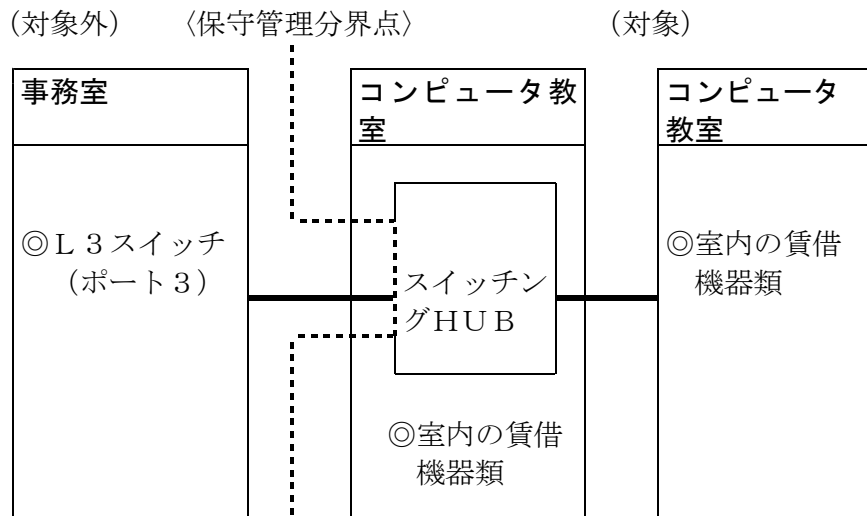 （対象外）　〈保守管理分界点〉　（対象）
事務室
◎Ｌ３スイッチ
（ポート３）
コンピュータ教
室
スイッチン
グＨＵＢ
◎室内の賃借
機器類
コンピュータ
教室
◎室内の賃借
機器類